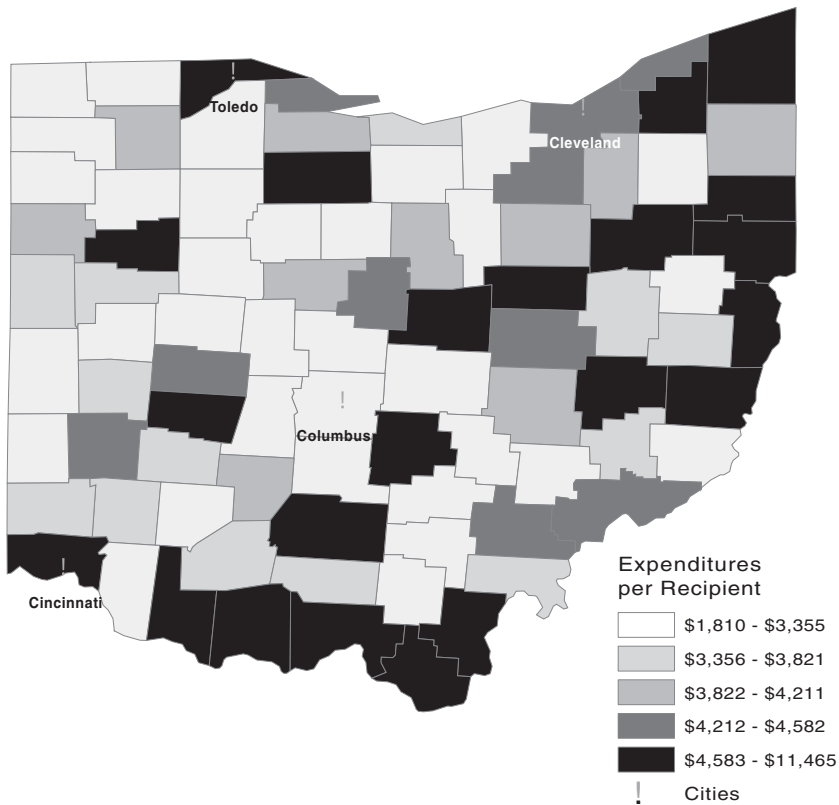 Toledo
Cleveland
Columbus
Cincinnati
Expenditures
per Recipient
$1,810 - $3,355
$3,356 - $3,821
$3,822 - $4,211
$4,212 - $4,582
$4,583 - $11,465
! Cities